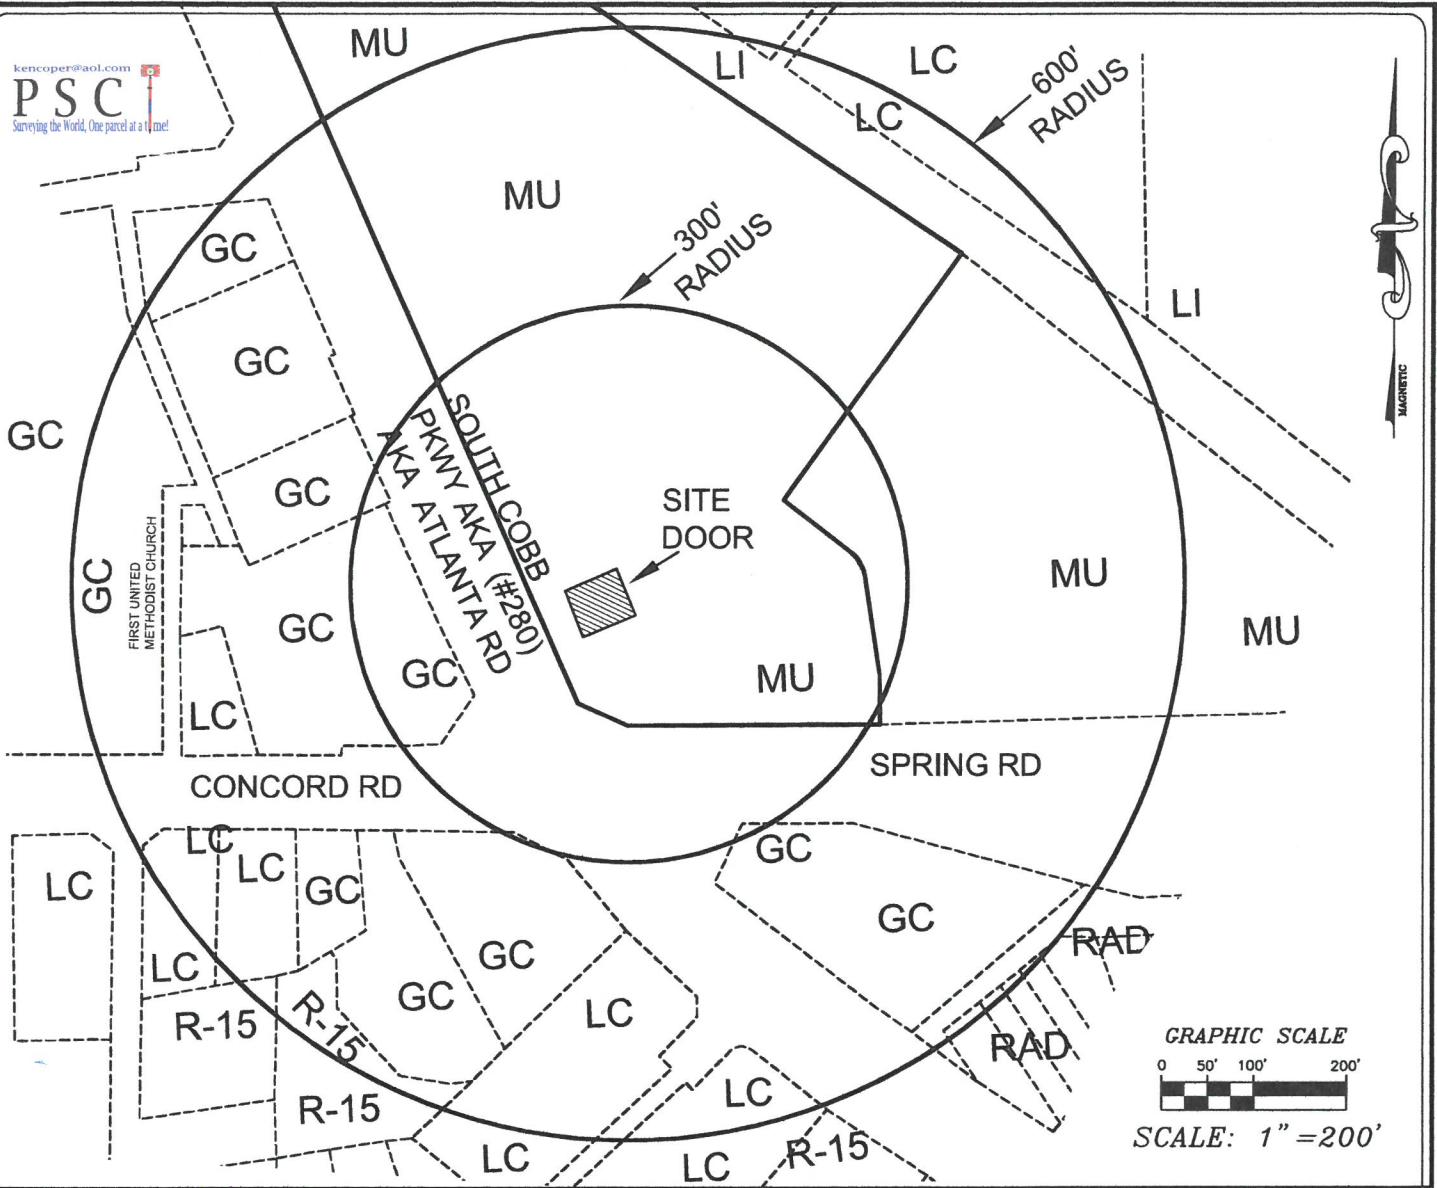 kencoper@aol.com
PSC
Surveying the World, One parcel at a time!
MU
LI
LC
LC
600'
RADIUS
MU
300'
RADIUS
GC
LI
GC
MAGNETIC
GC
GC
SOUTH COBB
PKWY AKA (#280)
AKA ATLANTA RD
SITE
DOOR
GC
FIRST UNITED
METHODIST CHURCH
GC
MU
MU
GC
MU
LC
CONCORD RD
SPRING RD
LC
LC
LC
GC
GC
GC
LC
GC
GC
RAD
R-15
R-15
LC
RAD
R-15
LC
LC
LC
R-15
GRAPHIC SCALE
0 50' 100' 200'
SCALE: 1"=200'